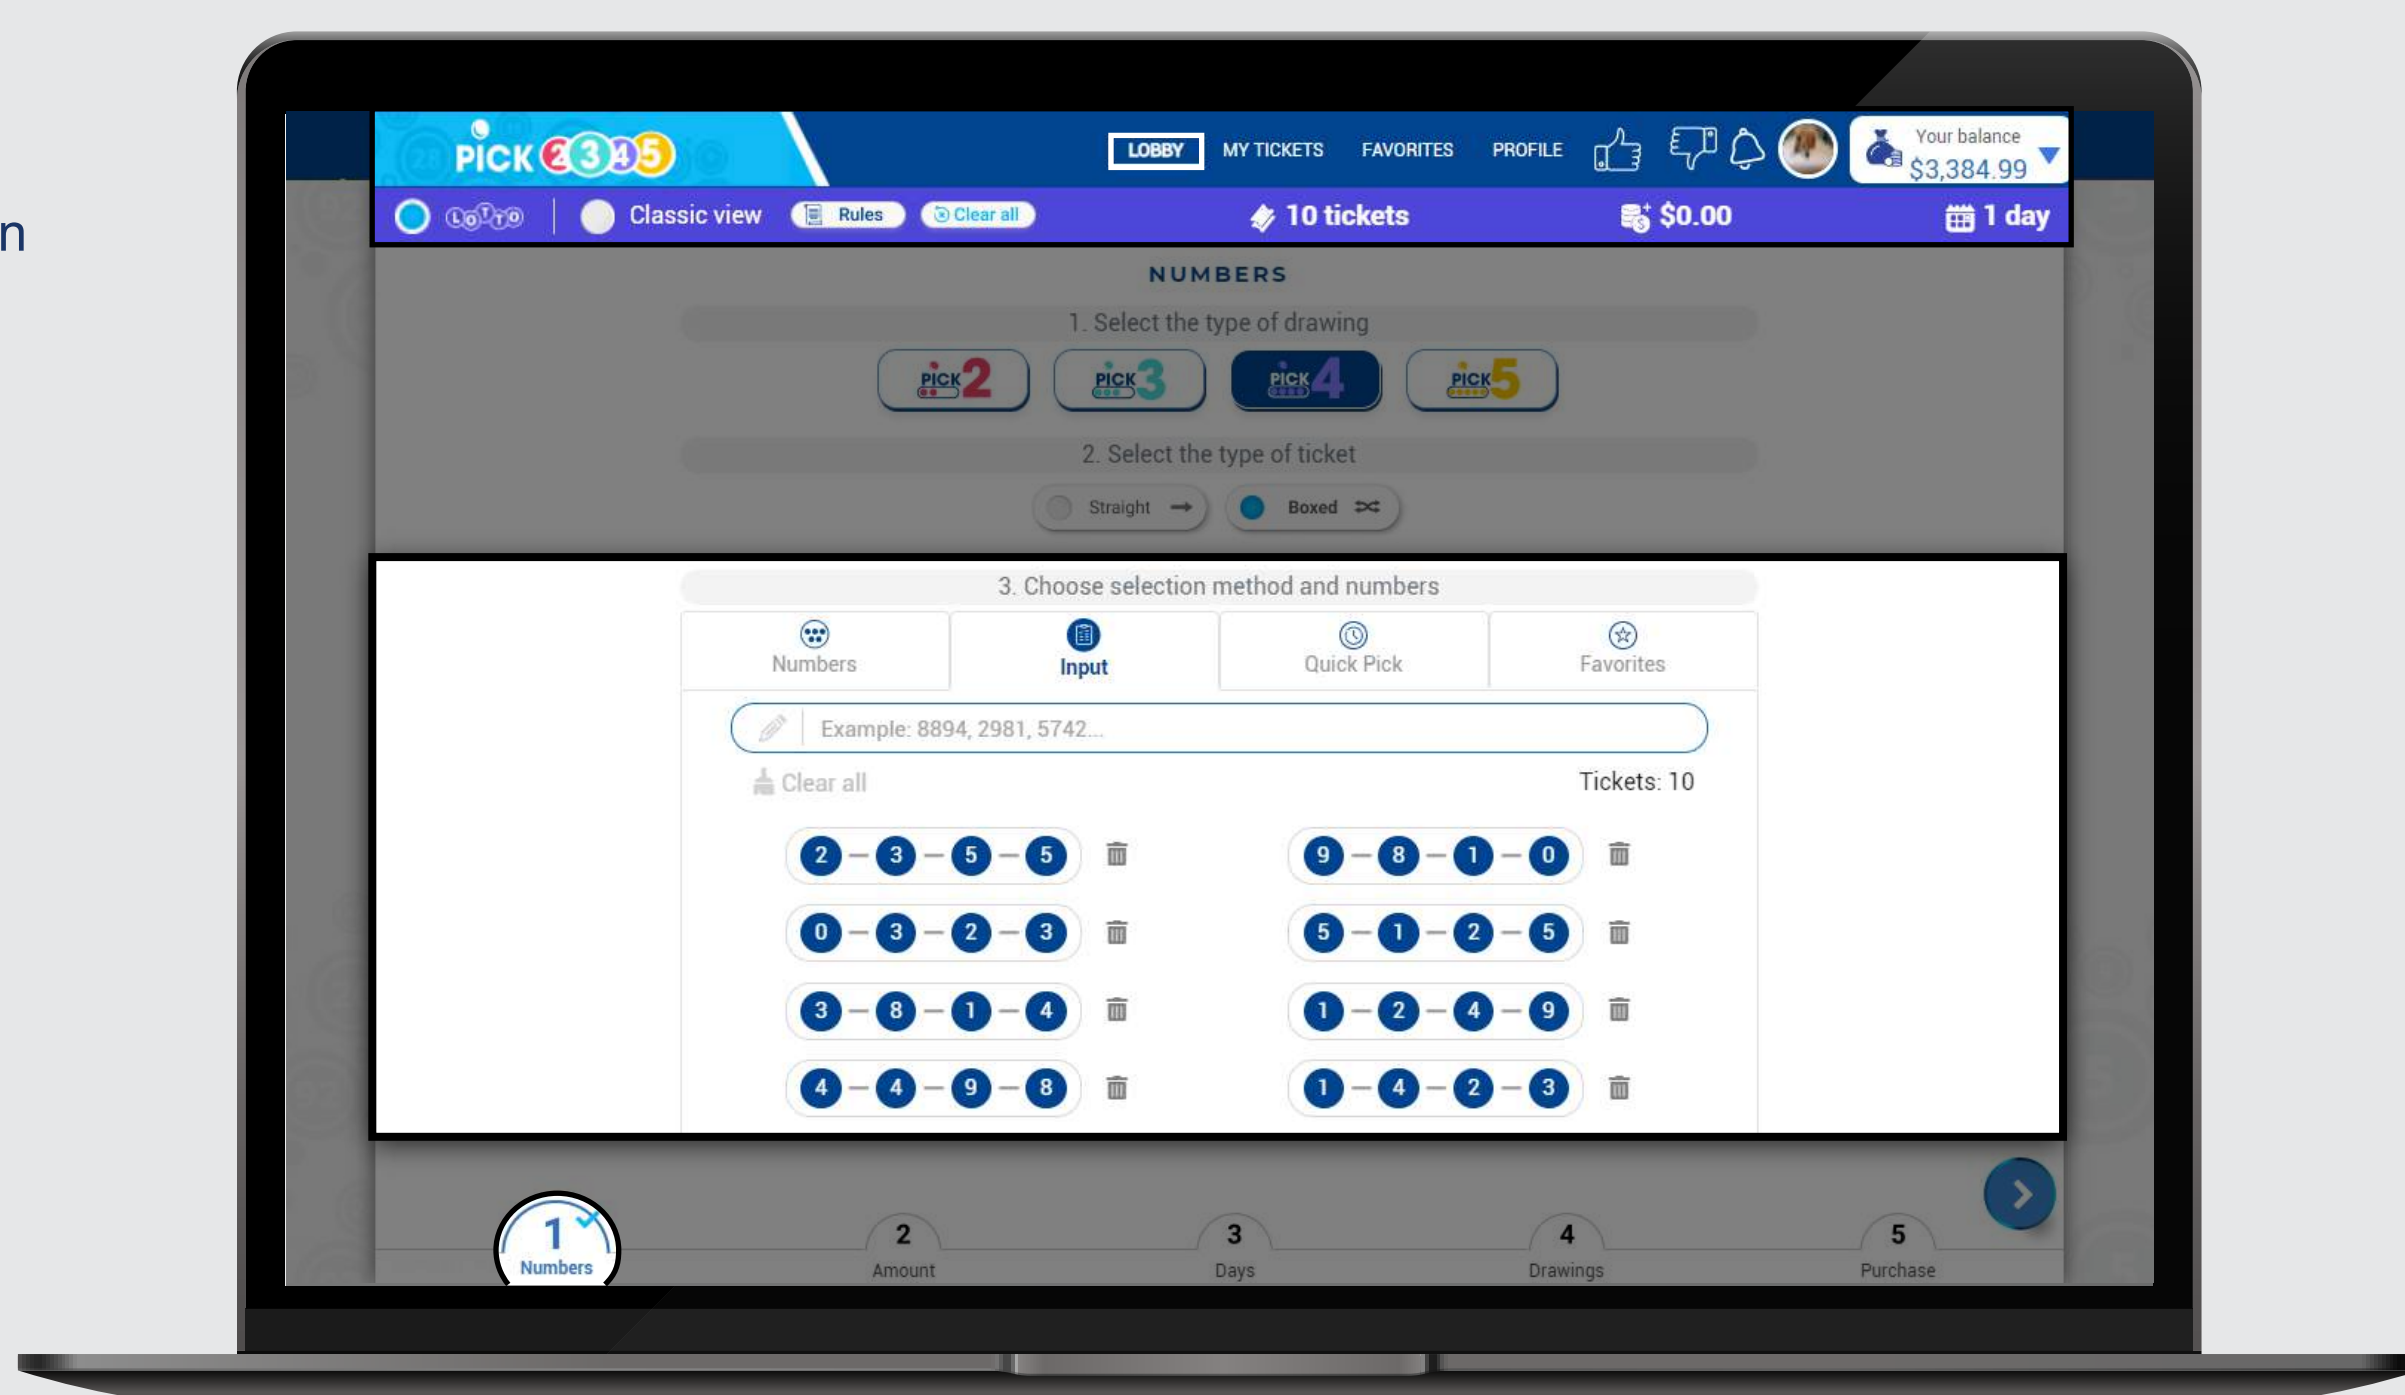 n
PICK 2345
LOBBY MY TICKETS FAVORITES PROFILE
Your balance
$3,384.99
LOTTO Classic view Rules Clear all 10 tickets $0.00 1 day
NUMBERS
1. Select the type of drawing
PICK 2 PICK 3 PICK 4 PICK 5
2. Select the type of ticket
Straight Boxed
3. Choose selection method and numbers
Numbers Input Quick Pick Favorites
Example: 8894, 2981, 5742...
Clear all Tickets: 10
2 – 3 – 5 – 5 9 – 8 – 1 – 0
0 – 3 – 2 – 3 5 – 1 – 2 – 5
3 – 8 – 1 – 4 1 – 2 – 4 – 9
4 – 4 – 9 – 8 1 – 4 – 2 – 3
1 2 3 4 5
Numbers Amount Days Drawings Purchase